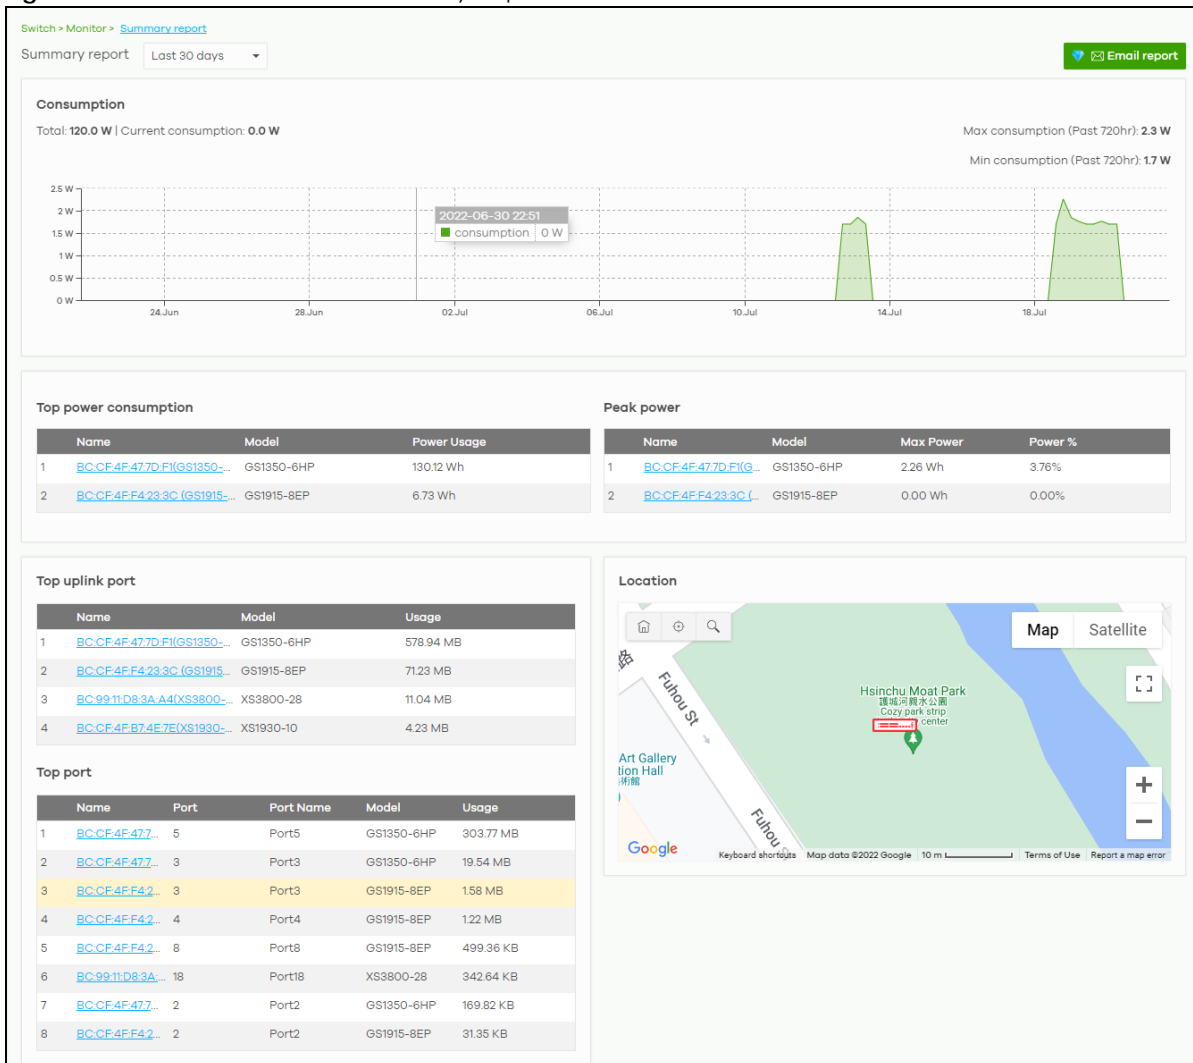 Switch > Monitor > Summary report
Summary report Last 30 days Email report
Consumption
Total: 120.0 W | Current consumption: 0.0 W
Max consumption (Past 720hr): 2.3 W
Min consumption (Past 720hr): 1.7 W
2.5 W
2 W
1.5 W
1 W
0.5 W
0 W
2022-06-30 22:51
consumption 0 W
24.Jun 28.Jun 02.Jul 06.Jul 10.Jul 14.Jul 18.Jul
Top power consumption
Name Model Power Usage
1 BC:CF:4F:47:7D:F1(GS1350-... GS1350-6HP 130.12 Wh
2 BC:CF:4F:F4:23:3C (GS1915-... GS1915-8EP 6.73 Wh
Peak power
Name Model Max Power Power %
1 BC:CF:4F:47:7D:F1(G... GS1350-6HP 2.26 Wh 3.76%
2 BC:CF:4F:F4:23:3C (... GS1915-8EP 0.00 Wh 0.00%
Top uplink port
Name Model Usage
1 BC:CF:4F:47:7D:F1(GS1350-... GS1350-6HP 578.94 MB
2 BC:CF:4F:F4:23:3C (GS1915... GS1915-8EP 71.23 MB
3 BC:99:11:D8:3A:A4(XS3800-... XS3800-28 11.04 MB
4 BC:CF:4F:B7:4E:7E(XS1930-... XS1930-10 4.23 MB
Top port
Name Port Port Name Model Usage
1 BC:CF:4F:47:7... 5 Port5 GS1350-6HP 303.77 MB
2 BC:CF:4F:47:7... 3 Port3 GS1350-6HP 19.54 MB
3 BC:CF:4F:F4:2... 3 Port3 GS1915-8EP 1.58 MB
4 BC:CF:4F:F4:2... 4 Port4 GS1915-8EP 1.22 MB
5 BC:CF:4F:F4:2... 8 Port8 GS1915-8EP 499.36 KB
6 BC:99:11:D8:3A:... 18 Port18 XS3800-28 342.64 KB
7 BC:CF:4F:47:7... 2 Port2 GS1350-6HP 169.82 KB
8 BC:CF:4F:F4:2... 2 Port2 GS1915-8EP 31.35 KB
Location
Map Satellite
路
Fuhou St
Hsinchu Moat Park
護城河親水公園
Cozy park strip
center
Art Gallery
tion Hall
術館
Fuhou
Google
Keyboard shortcuts Map data ©2022 Google 10 m Terms of Use Report a map error